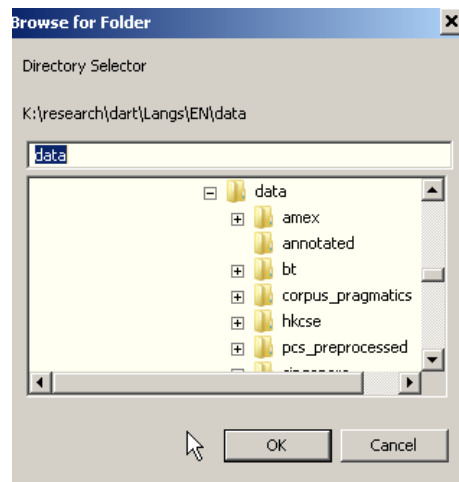 Browse for Folder
Directory Selector
K:\research\dart\Langs\EN\data
data
data
amex
annotated
bt
corpus_pragmatics
hkcse
pcs_preprocessed
OK Cancel